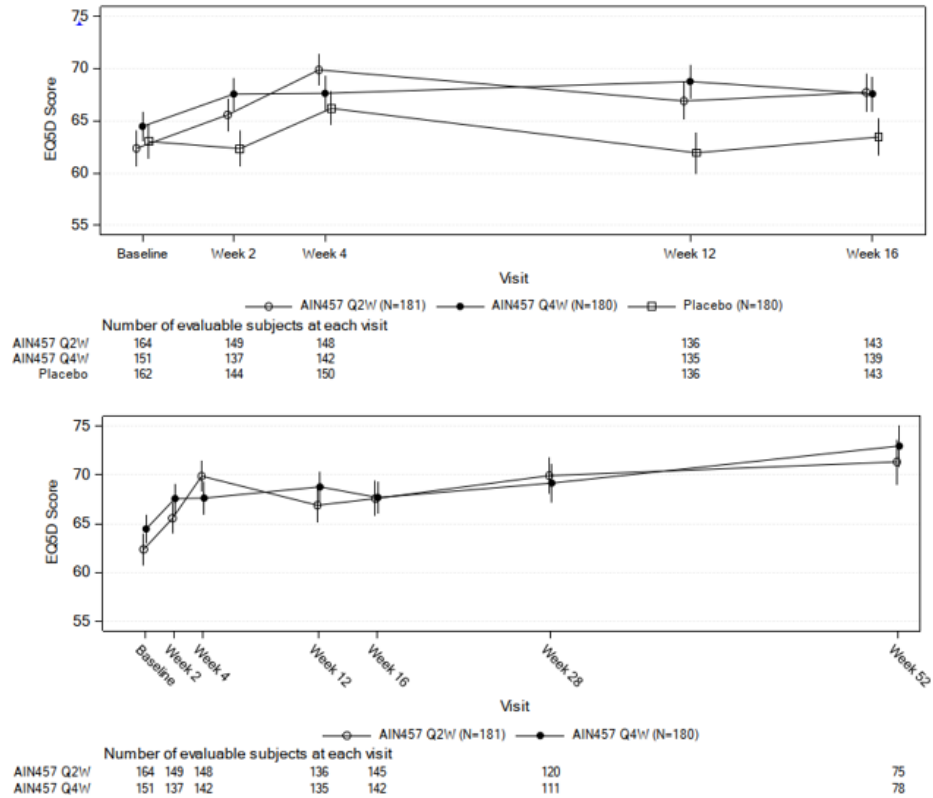 75
70
65
60
55
EQ5D Score
Baseline Week 2 Week 4 Week 12 Week 16
Visit
AIN457 Q2W (N=181) AIN457 Q4W (N=180) Placebo (N=180)
Number of evaluable subjects at each visit
AIN457 Q2W 164 149 148 136 143
AIN457 Q4W 151 137 142 135 139
Placebo 162 144 150 136 143
75
70
65
60
55
EQ5D Score
Baseline Week 2 Week 4 Week 12 Week 16 Week 28 Week 52
Visit
AIN457 Q2W (N=181) AIN457 Q4W (N=180)
Number of evaluable subjects at each visit
AIN457 Q2W 164 149 148 136 145 120 75
AIN457 Q4W 151 137 142 135 142 111 78